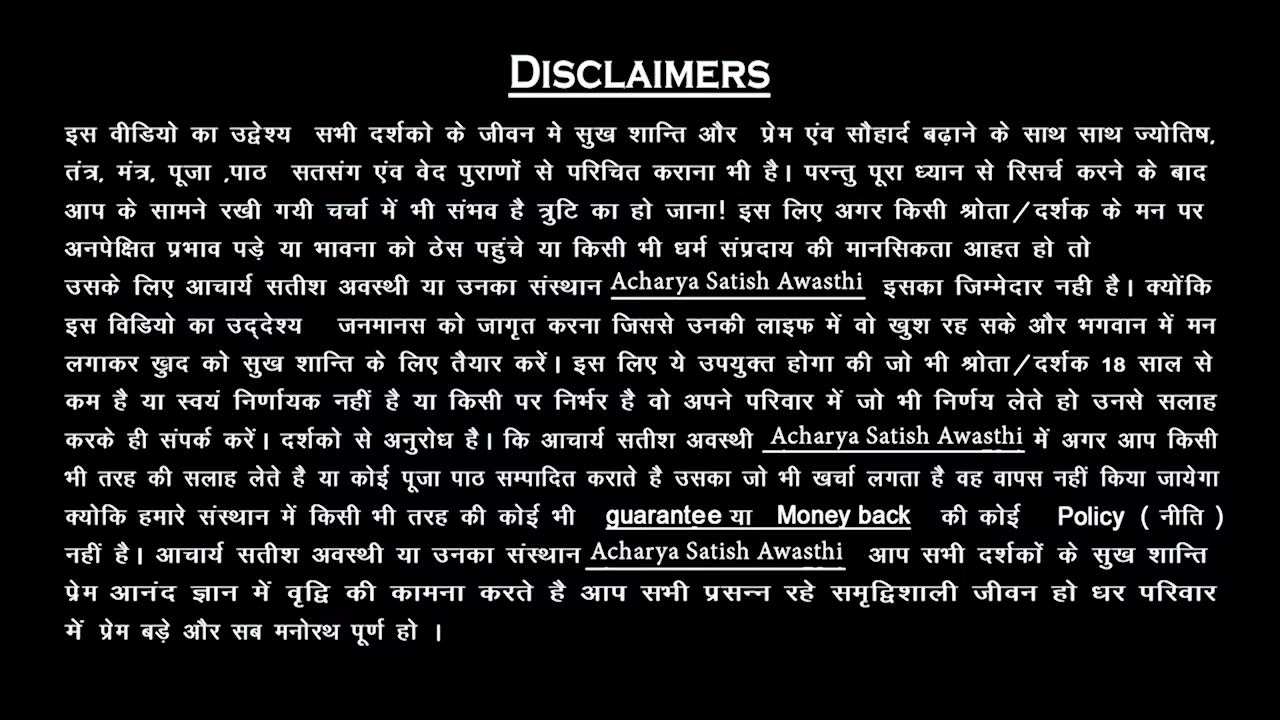 DISCLAIMERS
इस वीडियो का उद्वेश्य सभी दर्शको के जीवन मे सुख शान्ति और प्रेम एंव सौहार्द बढ़ाने के साथ साथ ज्योतिष,
तंत्र, मंत्र, पूजा ,पाठ सतसंग एंव वेद पुराणों से परिचित कराना भी है। परन्तु पूरा ध्यान से रिसर्च करने के बाद
आप के सामने रखी गयी चर्चा में भी संभव है त्रुटि का हो जाना! इस लिए अगर किसी श्रोता/दर्शक के मन पर
अनपेक्षित प्रभाव पड़े या भावना को ठेस पहुंचे या किसी भी धर्म संप्रदाय की मानसिकता आहत हो तो
उसके लिए आचार्य सतीश अवस्थी या उनका संस्थान Acharya Satish Awasthi इसका जिम्मेदार नही है। क्योंकि
इस विडियो का उद्‌देश्य जनमानस को जागृत करना जिससे उनकी लाइफ में वो खुश रह सके और भगवान में मन
लगाकर खुद को सुख शान्ति के लिए तैयार करें। इस लिए ये उपयुक्त होगा की जो भी श्रोता/दर्शक 18 साल से
कम है या स्वयं निर्णायक नहीं है या किसी पर निर्भर है वो अपने परिवार में जो भी निर्णय लेते हो उनसे सलाह
करके ही संपर्क करें। दर्शको से अनुरोध है। कि आचार्य सतीश अवस्थी Acharya Satish Awasthi में अगर आप किसी
भी तरह की सलाह लेते है या कोई पूजा पाठ सम्पादित कराते है उसका जो भी खर्चा लगता है वह वापस नहीं किया जायेगा
क्योकि हमारे संस्थान में किसी भी तरह की कोई भी guarantee या Money back की कोई Policy ( नीति )
नहीं है। आचार्य सतीश अवस्थी या उनका संस्थान Acharya Satish Awasthi आप सभी दर्शकों के सुख शान्ति
प्रेम आनंद ज्ञान में वृद्वि की कामना करते है आप सभी प्रसन्न रहे समृद्विशाली जीवन हो धर परिवार
में प्रेम बड़े और सब मनोरथ पूर्ण हो ।